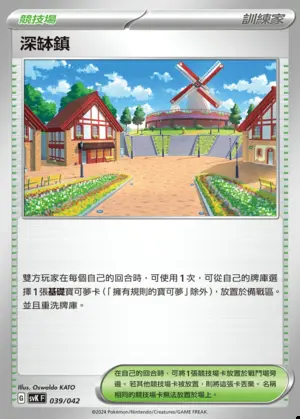 競技場
訓練家
深缽鎮
雙方玩家在每個自己的回合時,可使用1次,可從自己的牌庫選
擇1張基礎寶可夢卡(「擁有規則的寶可夢」除外),放置於備戰區。
並且重洗牌庫。
Illus. Oswaldo KATO
G svK F 039/042
在自己的回合時,可將1張競技場卡放置於戰鬥場旁
邊。若其他競技場卡被放置,則將這張卡丟棄。名稱
相同的競技場卡無法放置於場上。
©2024 Pokémon/Nintendo/Creatures/GAME FREAK.